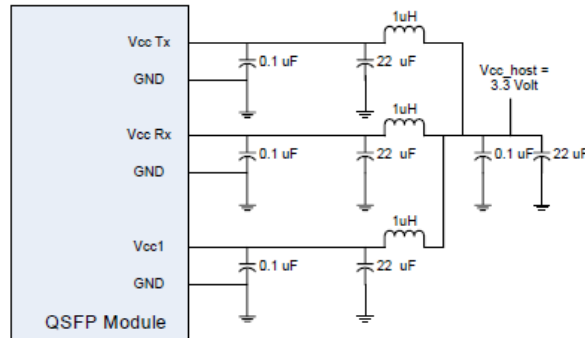 1uH
Vcc Tx
0.1 uF
22 uF
GND
Vcc_host =
3.3 Volt
1uH
Vcc Rx
0.1 uF
22 uF
0.1 uF
22 uF
GND
1uH
Vcc1
0.1 uF
22 uF
GND
QSFP Module